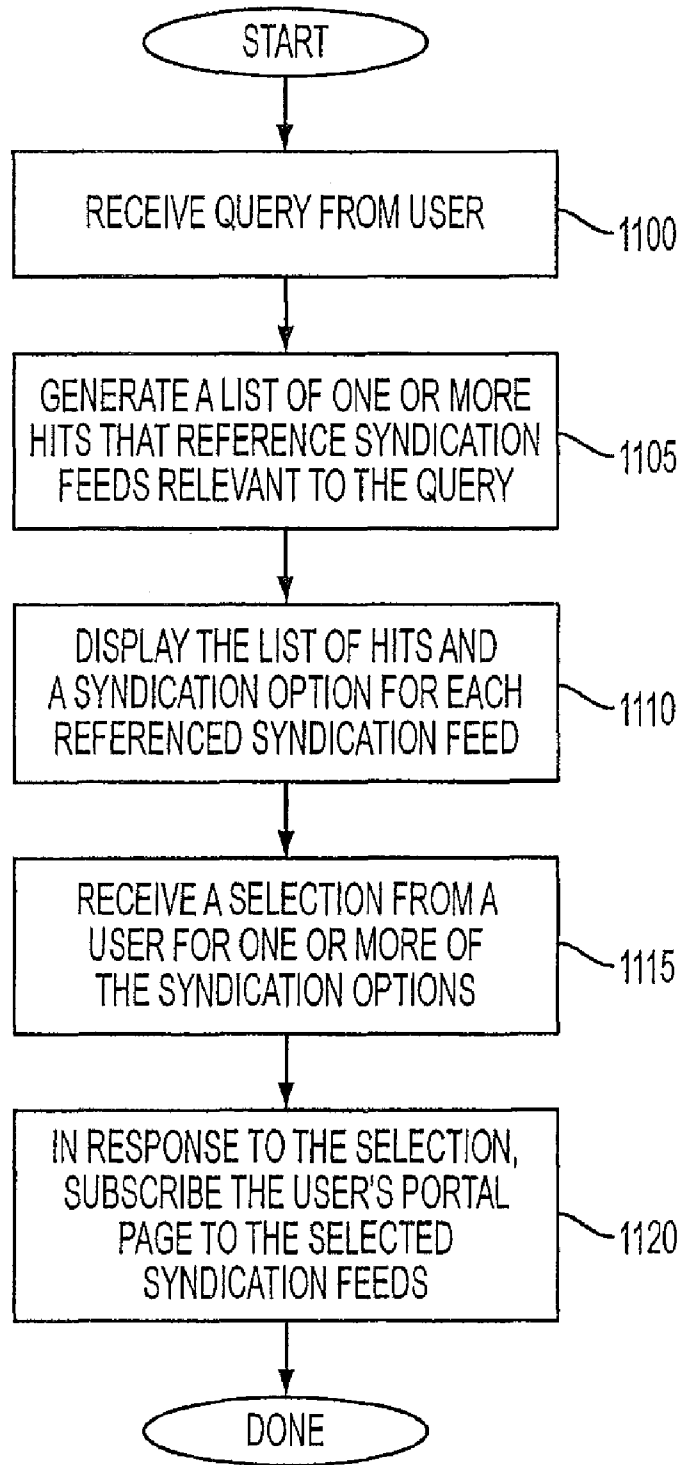 START
RECEIVE QUERY FROM USER
1100
GENERATE A LIST OF ONE OR MORE
HITS THAT REFERENCE SYNDICATION
FEEDS RELEVANT TO THE QUERY
1105
DISPLAY THE LIST OF HITS AND
A SYNDICATION OPTION FOR EACH
REFERENCED SYNDICATION FEED
1110
RECEIVE A SELECTION FROM A
USER FOR ONE OR MORE OF
THE SYNDICATION OPTIONS
1115
IN RESPONSE TO THE SELECTION,
SUBSCRIBE THE USER'S PORTAL
PAGE TO THE SELECTED
SYNDICATION FEEDS
1120
DONE